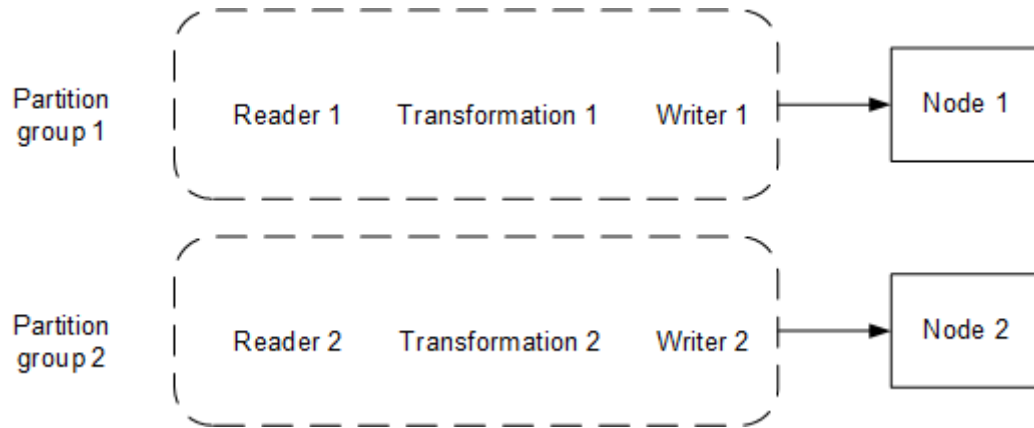 Partition
group 1
Reader 1
Transformation 1
Writer 1
Node 1
Partition
group 2
Reader 2
Transformation 2
Writer 2
Node 2